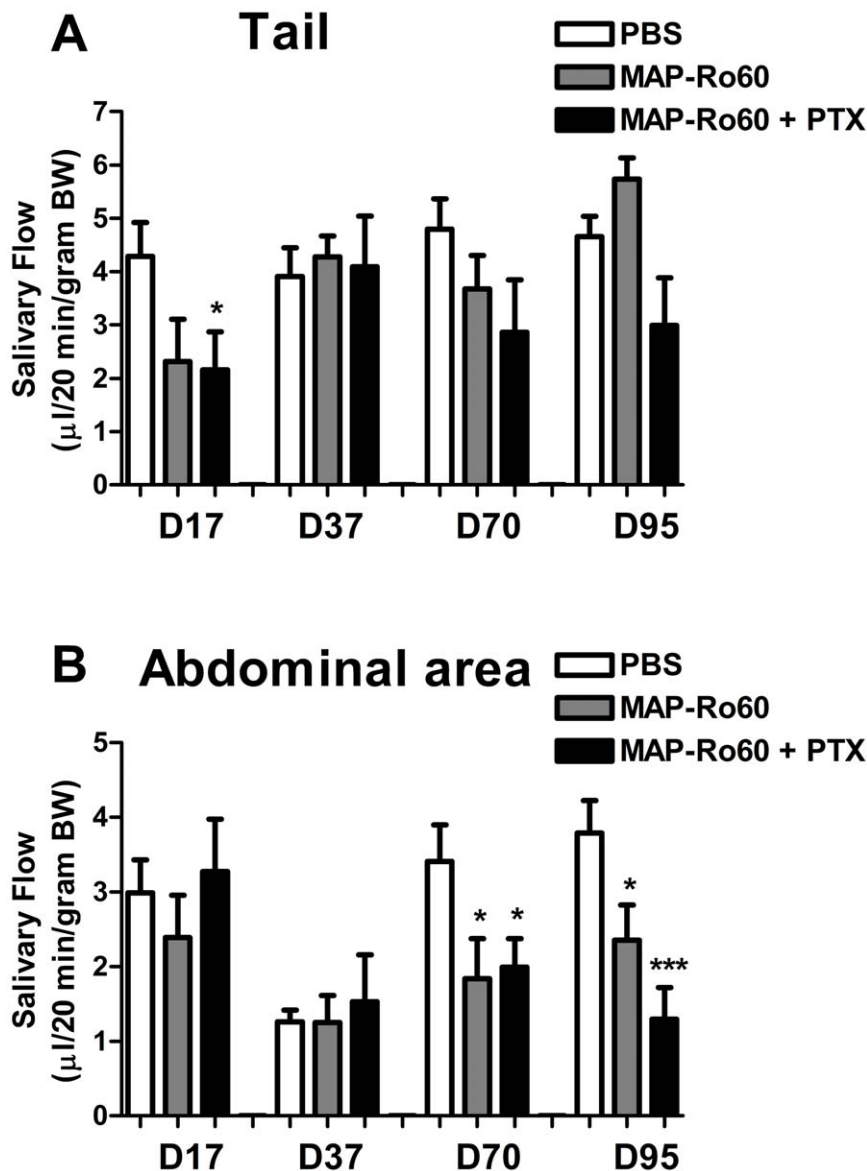 A Tail
PBS
MAP-Ro60
MAP-Ro60 + PTX
Salivary Flow
(μl/20 min/gram BW)
7
6
5
4
3
2
1
0
*
D17 D37 D70 D95
B Abdominal area
PBS
MAP-Ro60
MAP-Ro60 + PTX
Salivary Flow
(μl/20 min/gram BW)
5
4
3
2
1
0
* * * ***
D17 D37 D70 D95